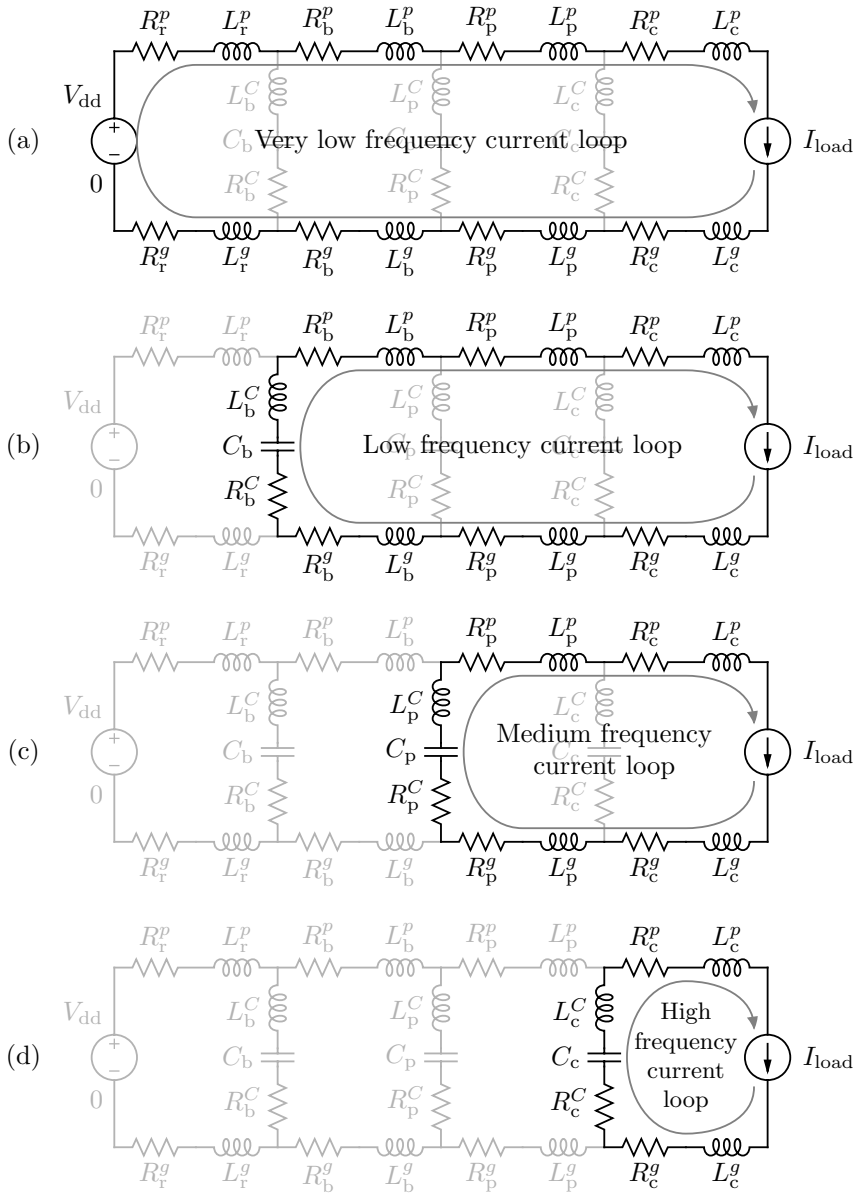 R_r^p L_r^p R_b^p L_b^p R_p^p L_p^p R_c^p L_c^p
V_dd L_b^C L_p^C L_c^C
(a) + − C_b Very low frequency current loop I_load
0 R_b^C R_p^C R_c^C
R_r^g L_r^g R_b^g L_b^g R_p^g L_p^g R_c^g L_c^g
R_r^p L_r^p R_b^p L_b^p R_p^p L_p^p R_c^p L_c^p
V_dd L_b^C L_p^C L_c^C
(b) + − C_b Low frequency current loop C_p C_c I_load
0 R_b^C R_p^C R_c^C
R_r^g L_r^g R_b^g L_b^g R_p^g L_p^g R_c^g L_c^g
R_r^p L_r^p R_b^p L_b^p R_p^p L_p^p R_c^p L_c^p
V_dd L_b^C L_p^C L_c^C
Medium frequency
(c) + − C_b C_p C_c I_load
current loop
0 R_b^C R_p^C R_c^C
R_r^g L_r^g R_b^g L_b^g R_p^g L_p^g R_c^g L_c^g
R_r^p L_r^p R_b^p L_b^p R_p^p L_p^p R_c^p L_c^p
V_dd L_b^C L_p^C L_c^C
High
frequency
(d) + − C_b C_p C_c I_load
current
loop
0 R_b^C R_p^C R_c^C
R_r^g L_r^g R_b^g L_b^g R_p^g L_p^g R_c^g L_c^g